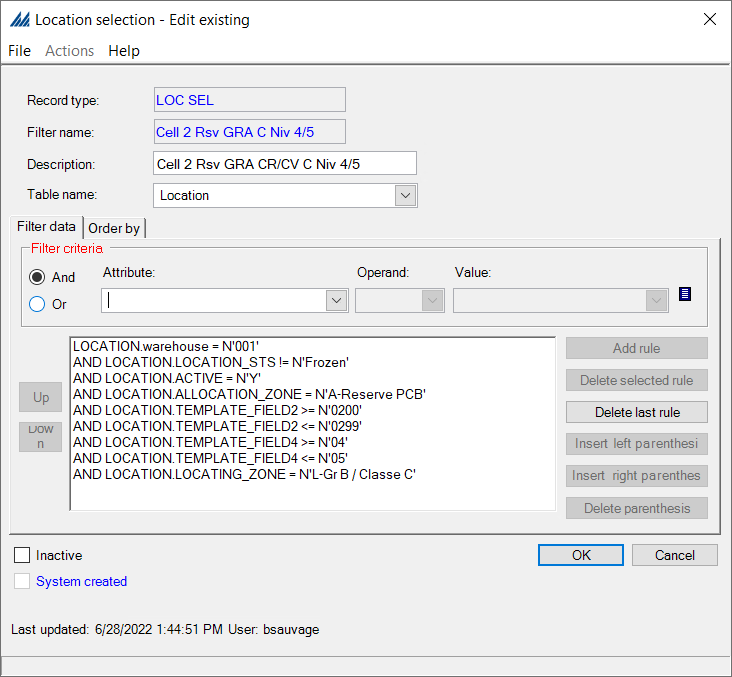 Location selection - Edit existing
File Actions Help
Record type: LOC SEL
Filter name: Cell 2 Rsv GRA C Niv 4/5
Description: Cell 2 Rsv GRA CR/CV C Niv 4/5
Table name: Location
Filter data Order by
Filter criteria
And Attribute: Operand: Value:
Or
LOCATION.warehouse = N'001'
AND LOCATION.LOCATION_STS != N'Frozen'
AND LOCATION.ACTIVE = N'Y'
AND LOCATION.ALLOCATION_ZONE = N'A-Reserve PCB'
AND LOCATION.TEMPLATE_FIELD2 >= N'0200'
AND LOCATION.TEMPLATE_FIELD2 <= N'0299'
AND LOCATION.TEMPLATE_FIELD4 >= N'04'
AND LOCATION.TEMPLATE_FIELD4 <= N'05'
AND LOCATION.LOCATING_ZONE = N'L-Gr B / Classe C'
Up
Dow
n
Add rule
Delete selected rule
Delete last rule
Insert left parenthesi
Insert right parenthes
Delete parenthesis
Inactive
System created
OK Cancel
Last updated: 6/28/2022 1:44:51 PM User: bsauvage